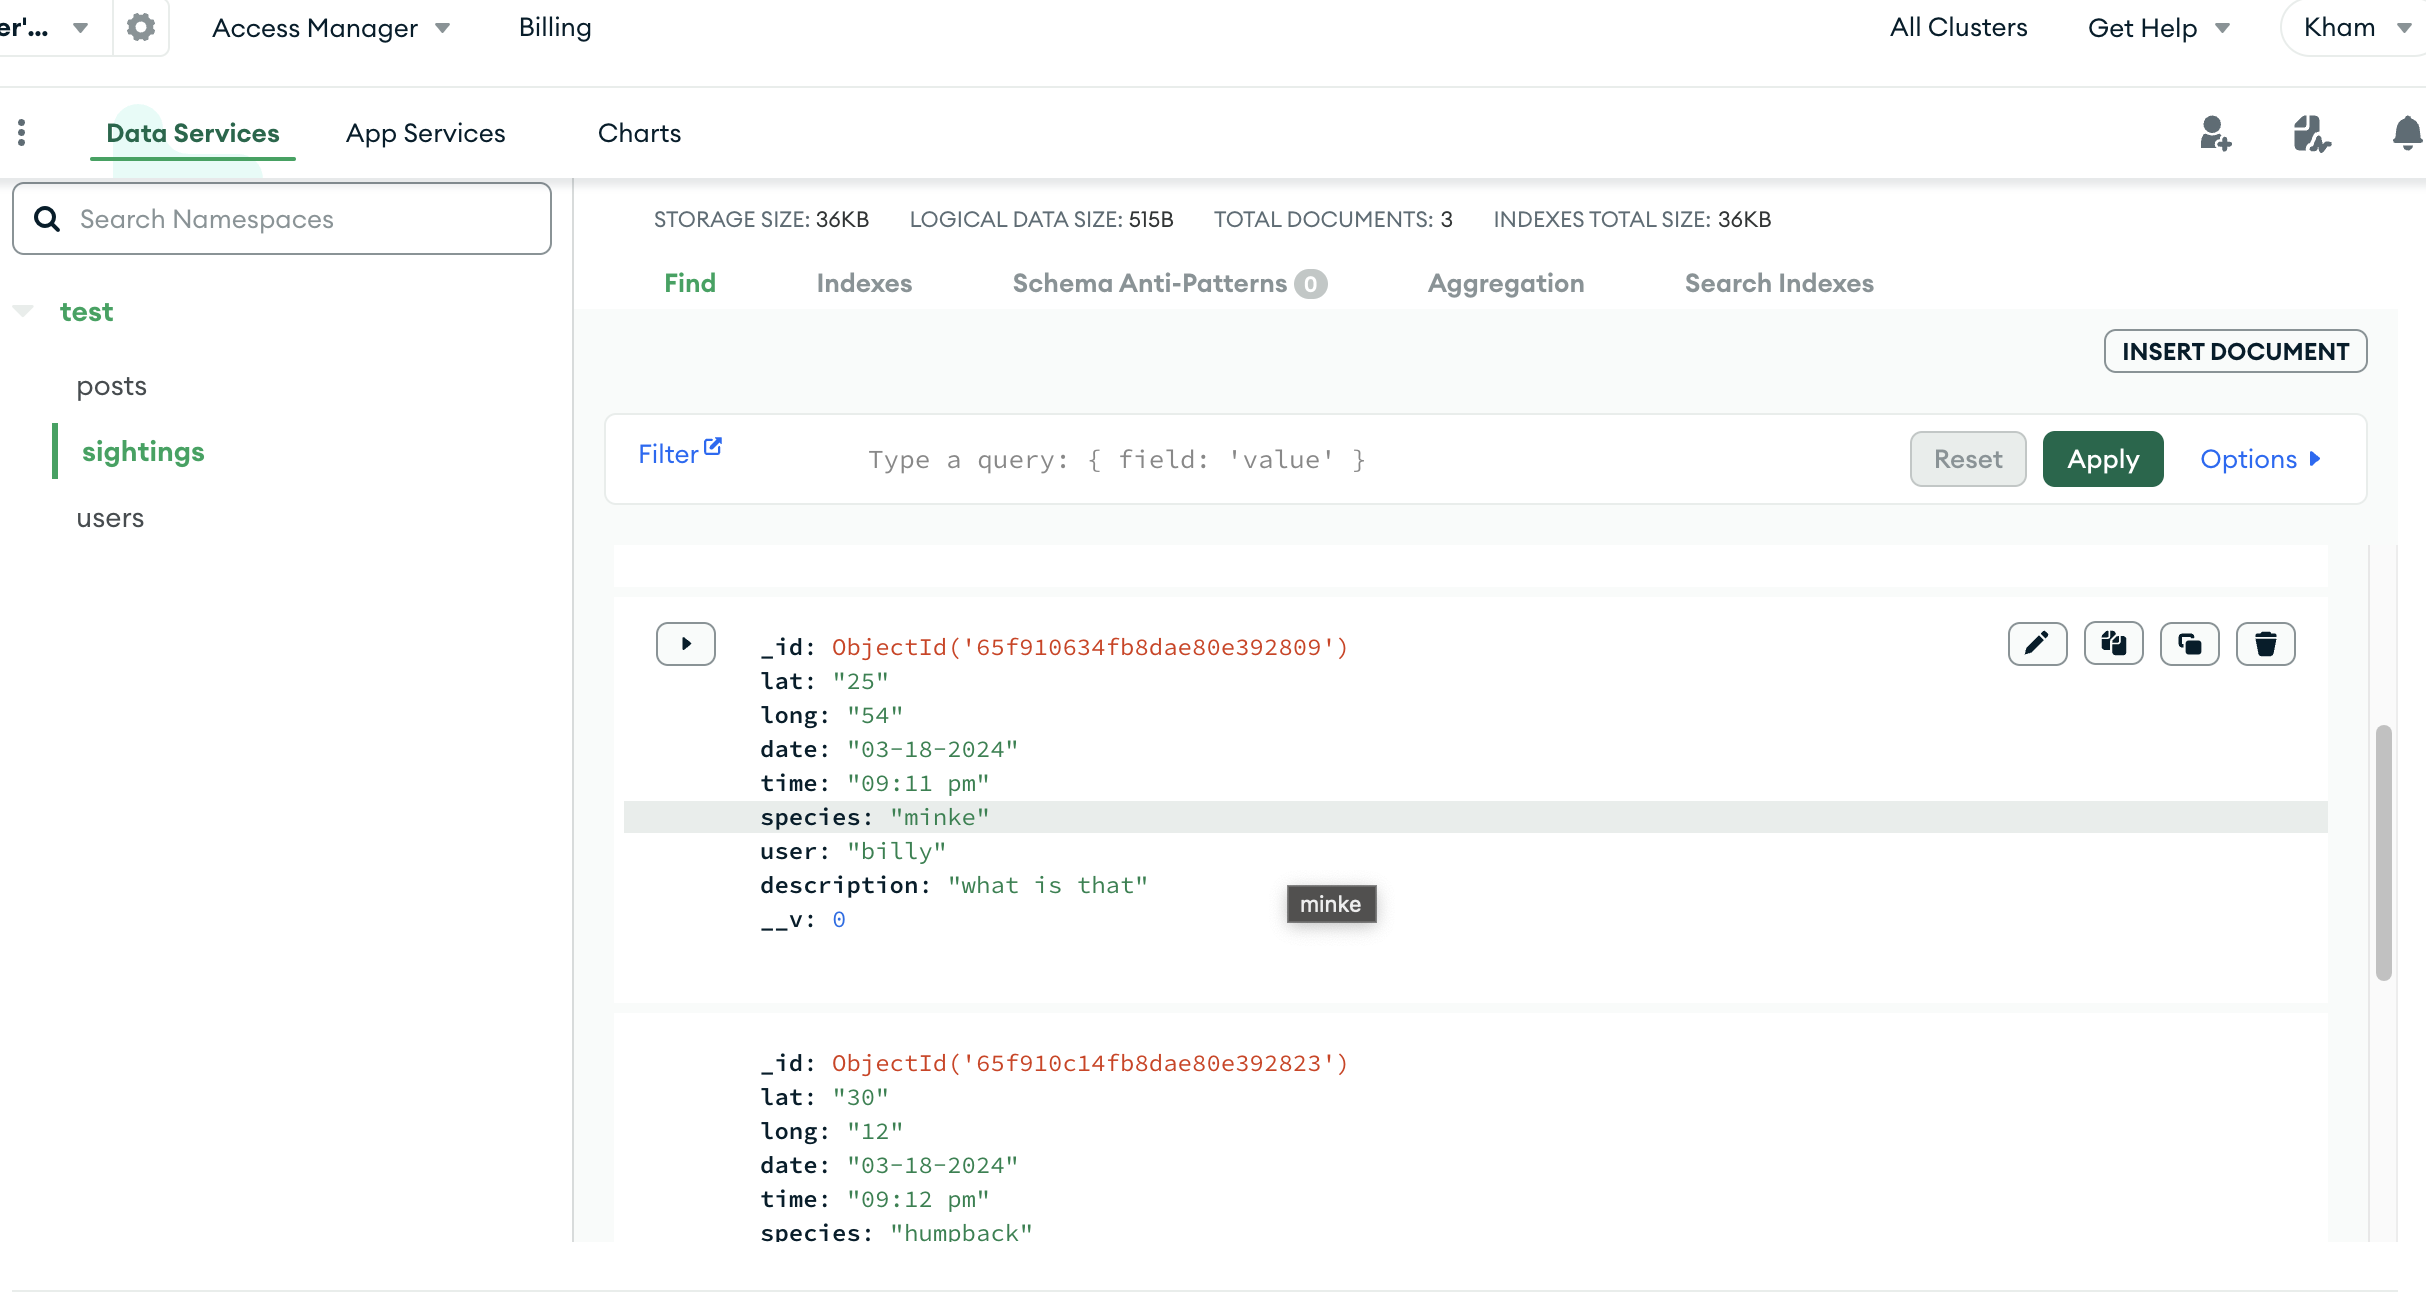 er'...
Access Manager
Billing
All Clusters
Get Help
Kham
Data Services
App Services
Charts
Search Namespaces
test
posts
sightings
users
STORAGE SIZE: 36KB LOGICAL DATA SIZE: 515B TOTAL DOCUMENTS: 3 INDEXES TOTAL SIZE: 36KB
Find
Indexes
Schema Anti-Patterns 0
Aggregation
Search Indexes
INSERT DOCUMENT
Filter
Type a query: { field: 'value' }
Reset
Apply
Options
_id: ObjectId('65f910634fb8dae80e392809')
lat: "25"
long: "54"
date: "03-18-2024"
time: "09:11 pm"
species: "minke"
user: "billy"
description: "what is that"
minke
__v: 0
_id: ObjectId('65f910c14fb8dae80e392823')
lat: "30"
long: "12"
date: "03-18-2024"
time: "09:12 pm"
species: "humpback"